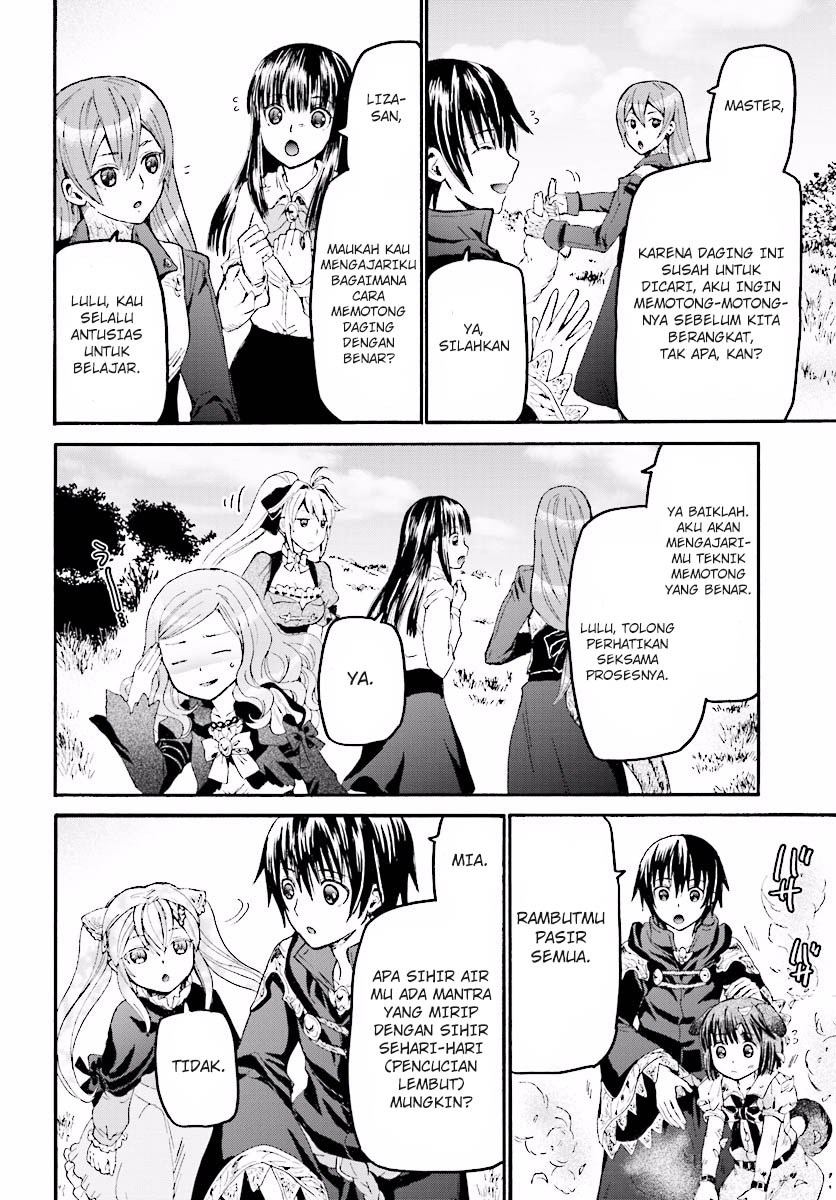 MASTER,
KARENA DAGING INI
SUSAH UNTUK
DICARI, AKU INGIN
MEMOTONG-MOTONG-
NYA SEBELUM KITA
BERANGKAT,
TAK APA, KAN?
YA,
SILAHKAN
LIZA-
SAN,
MAUKAH KAU
MENGAJARIKU
BAGAIMANA
CARA
MEMOTONG
DAGING
DENGAN
BENAR?
LULU, KAU
SELALU
ANTUSIAS
UNTUK
BELAJAR.
YA BAIKLAH.
AKU AKAN
MENGAJARI-
MU TEKNIK
MEMOTONG
YANG BENAR.
LULU, TOLONG
PERHATIKAN
SEKSAMA
PROSESNYA.
YA.
う~~!
ザザ
RAMBUTMU
PASIR
SEMUA.
MIA.
APA SIHIR AIR
MU ADA MANTRA
YANG MIRIP
DENGAN SIHIR
SEHARI-HARI
(PENCUCIAN
LEMBUT)
MUNGKIN?
TIDAK.